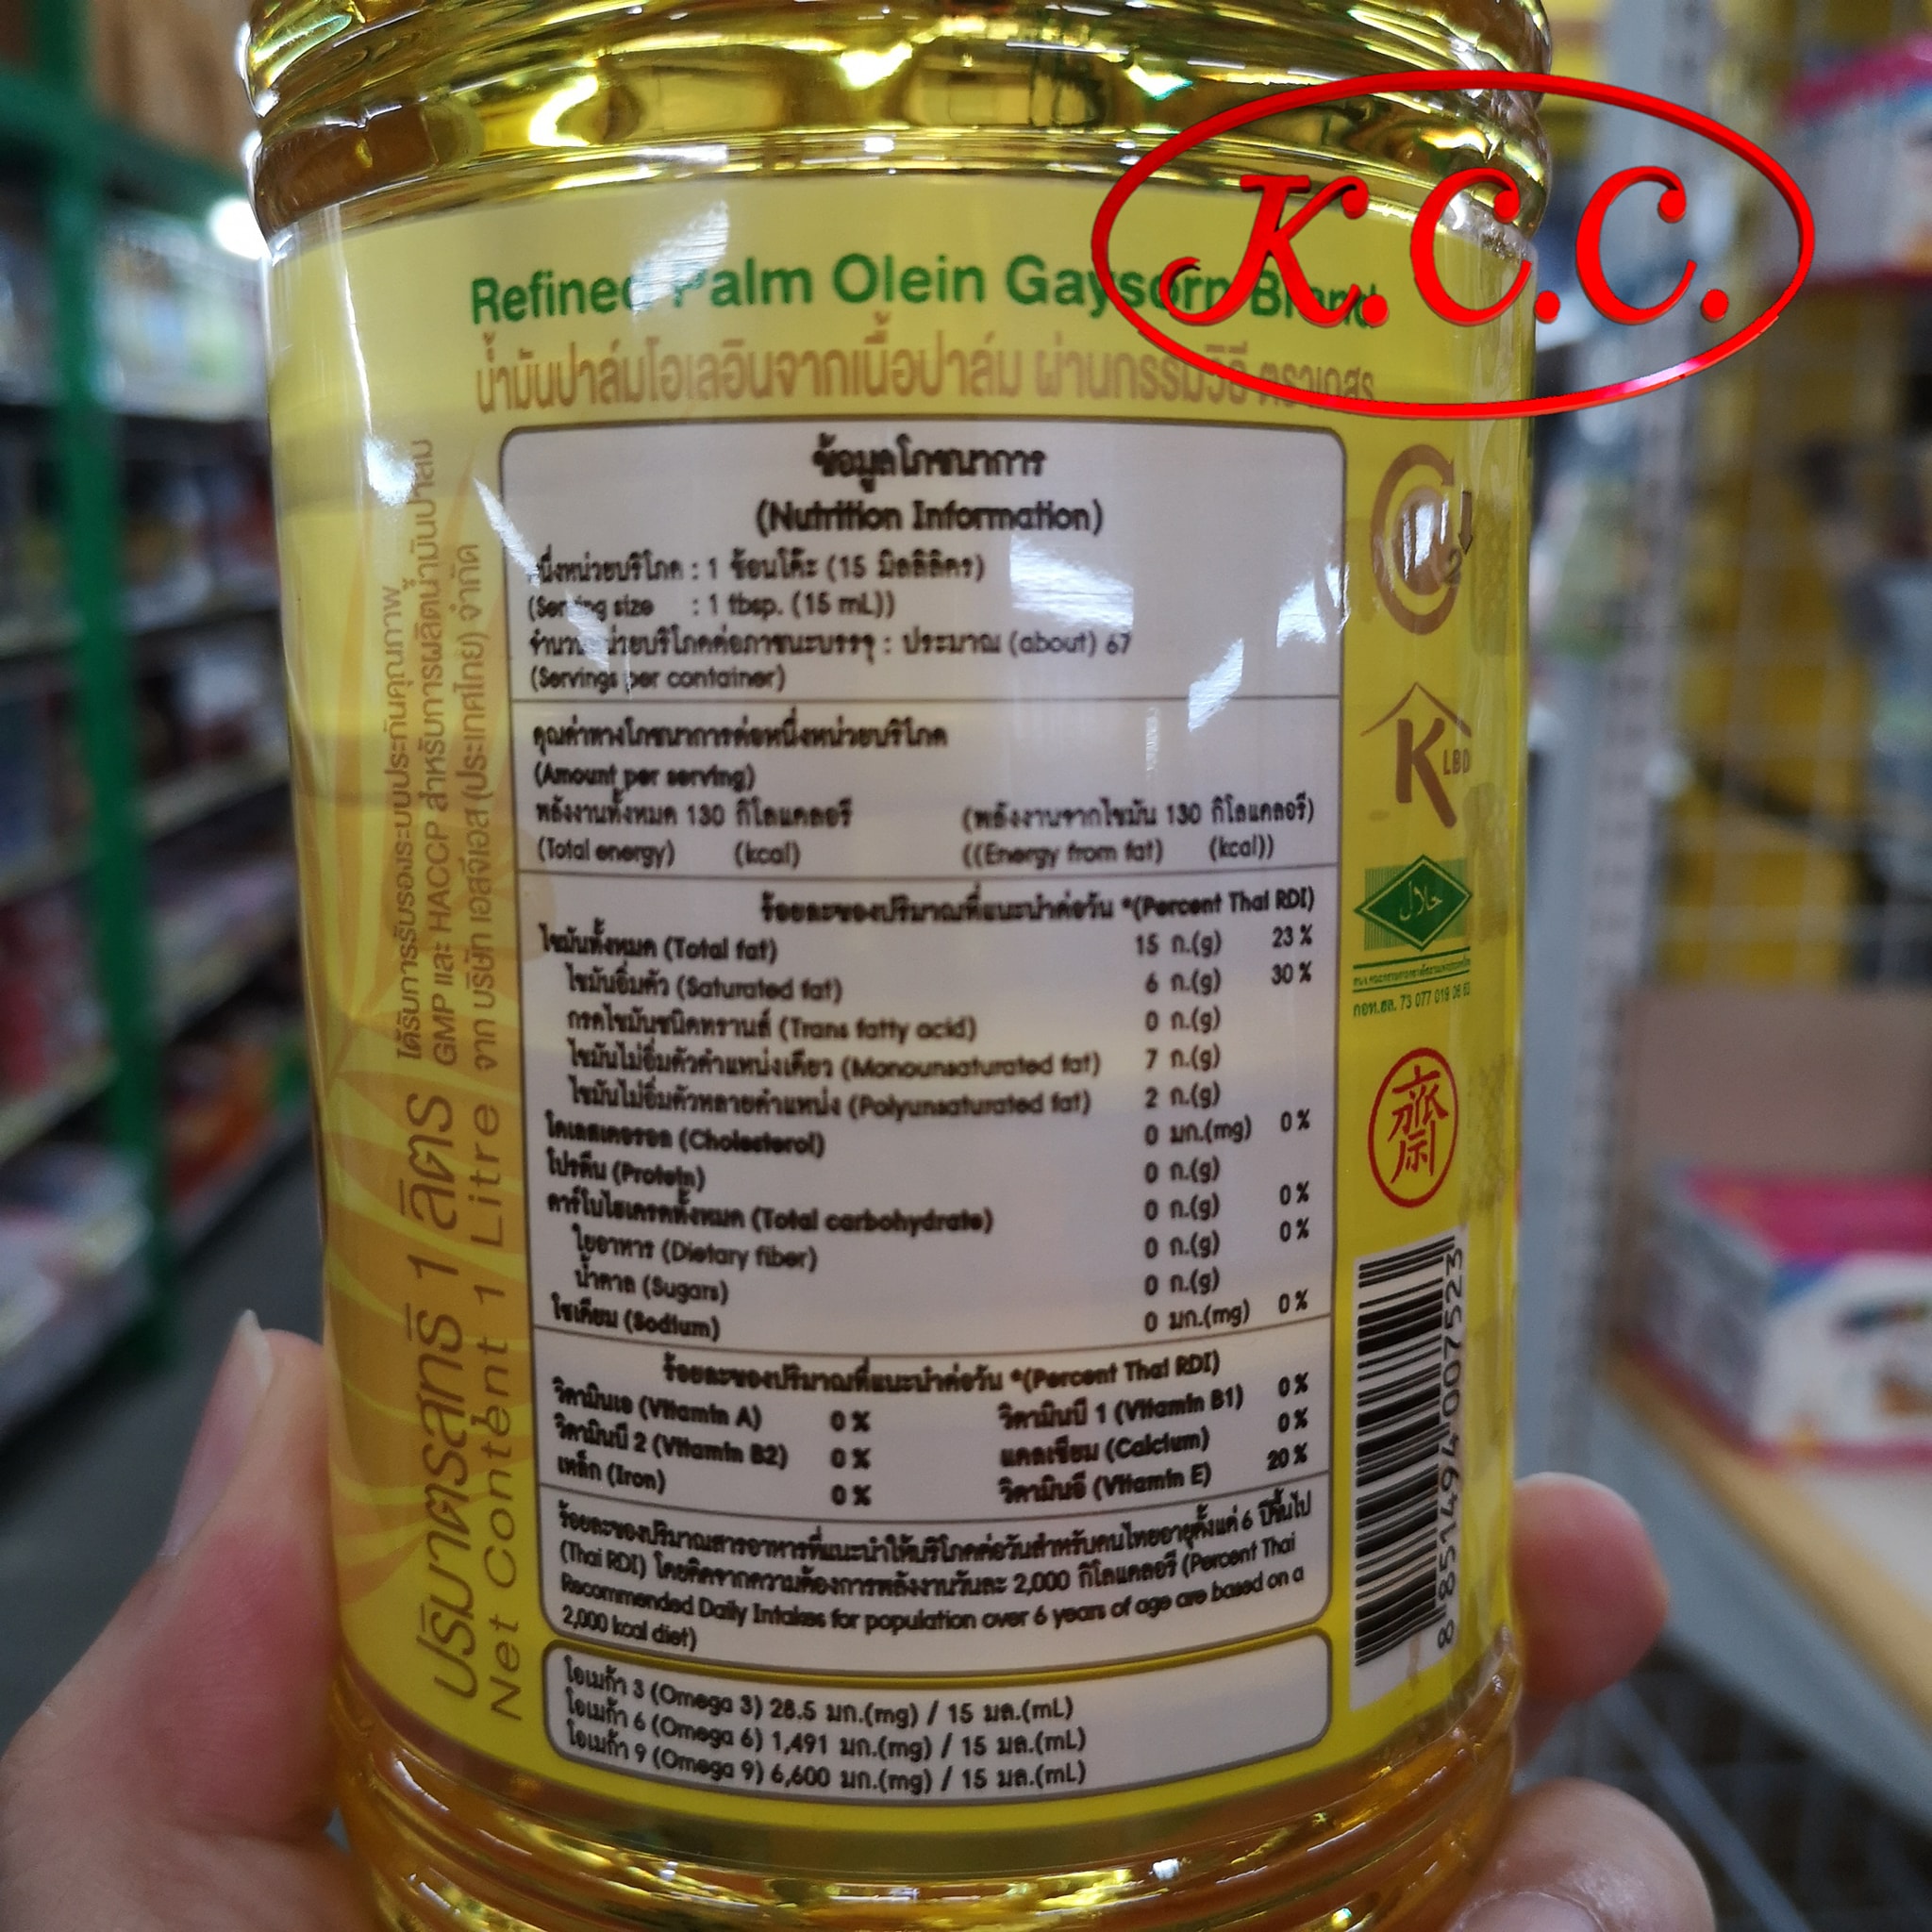 K.C.C.
Refined Palm Olein Gaysorn Brand
น้ำมันปาล์มโอเลอินจากเนื้อปาล์ม ผ่านกรรมวิธี ตราเกสร
ข้อมูลโภชนาการ
(Nutrition Information)
หนึ่งหน่วยบริโภค : 1 ช้อนโต๊ะ (15 มิลลิลิตร)
(Serving size : 1 tbsp. (15 mL))
จำนวนหน่วยบริโภคต่อภาชนะบรรจุ : ประมาณ (about) 67
(Servings per container)
คุณค่าทางโภชนาการต่อหนึ่งหน่วยบริโภค
(Amount per serving)
พลังงานทั้งหมด 130 กิโลแคลอรี (พลังงานจากไขมัน 130 กิโลแคลอรี)
(Total energy) (kcal) ((Energy from fat) (kcal))
ร้อยละของปริมาณที่แนะนำต่อวัน *(Percent Thai RDI)
ไขมันทั้งหมด (Total fat) 15 ก.(g) 23 %
ไขมันอิ่มตัว (Saturated fat) 6 ก.(g) 30 %
กรดไขมันชนิดทรานส์ (Trans fatty acid) 0 ก.(g)
ไขมันไม่อิ่มตัวตำแหน่งเดียว (Monounsaturated fat) 7 ก.(g)
ไขมันไม่อิ่มตัวหลายตำแหน่ง (Polyunsaturated fat) 2 ก.(g)
โคเลสเตอรอล (Cholesterol) 0 มก.(mg) 0 %
โปรตีน (Protein) 0 ก.(g)
คาร์โบไฮเดรตทั้งหมด (Total carbohydrate) 0 ก.(g) 0 %
ใยอาหาร (Dietary fiber) 0 ก.(g) 0 %
น้ำตาล (Sugars) 0 ก.(g)
โซเดียม (Sodium) 0 มก.(mg) 0 %
ร้อยละของปริมาณที่แนะนำต่อวัน *(Percent Thai RDI)
วิตามินเอ (Vitamin A) 0 % วิตามินบี 1 (Vitamin B1) 0 %
วิตามินบี 2 (Vitamin B2) 0 % แคลเซียม (Calcium) 0 %
เหล็ก (Iron) 0 % วิตามินอี (Vitamin E) 20 %
ร้อยละของปริมาณสารอาหารที่แนะนำให้บริโภคต่อวันสำหรับคนไทยอายุตั้งแต่ 6 ปีขึ้นไป
(Thai RDI) โดยคิดจากความต้องการพลังงานวันละ 2,000 กิโลแคลอรี (Percent Thai
Recommended Daily Intakes for population over 6 years of age are based on a
2,000 kcal diet)
โอเมก้า 3 (Omega 3) 28.5 มก.(mg) / 15 มล.(mL)
โอเมก้า 6 (Omega 6) 1,491 มก.(mg) / 15 มล.(mL)
โอเมก้า 9 (Omega 9) 6,600 มก.(mg) / 15 มล.(mL)
ได้รับการรับรองระบบประกันคุณภาพ
GMP และ HACCP สำหรับการผลิตน้ำมันปาล์ม
จาก บริษัท เอสจีเอส (ประเทศไทย) จำกัด
ปริมาตรสุทธิ 1 ลิตร
Net Content 1 Litre
K LBD
حلال
กอท.ฮล. 73 077 019 06 63
齋
8 851494 007523